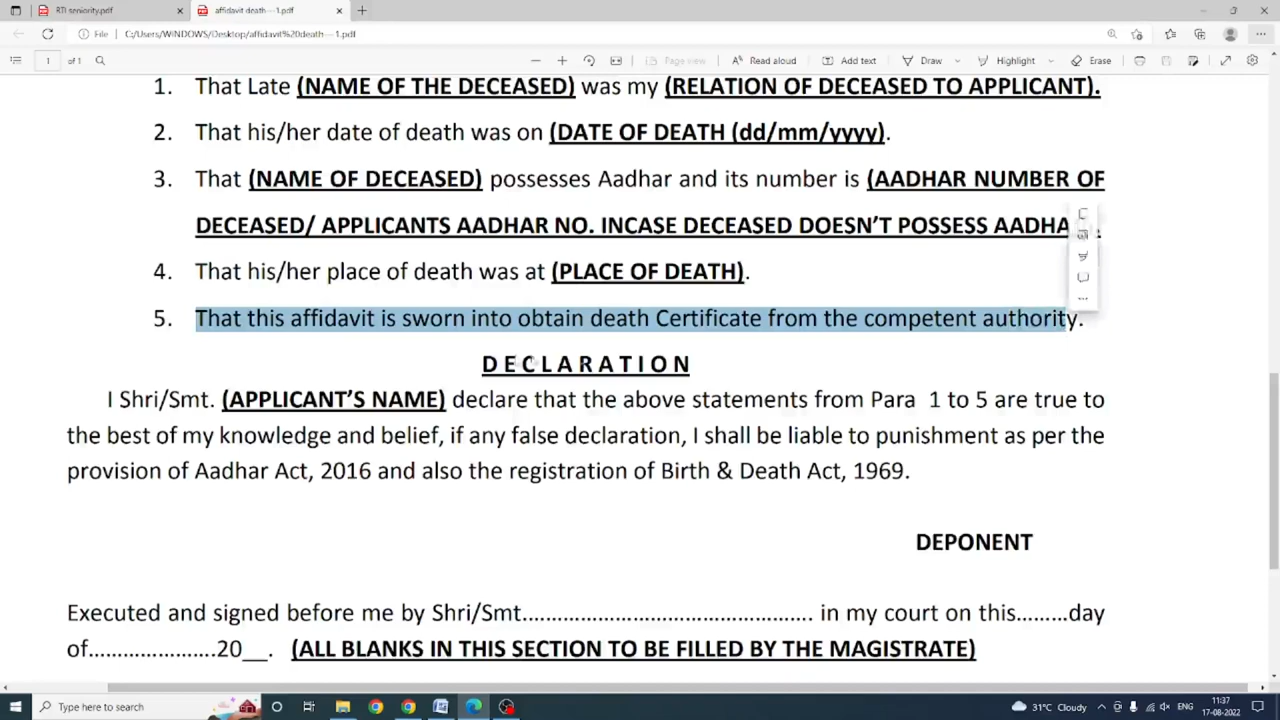 RTI seniority.pdf
affidavit death---1.pdf
File
C:/Users/WINDOWS/Desktop/affidavit%20death---1.pdf
1
of 1
Page view
Read aloud
Add text
Draw
Highlight
Erase
1. That Late (NAME OF THE DECEASED) was my (RELATION OF DECEASED TO APPLICANT).
2. That his/her date of death was on (DATE OF DEATH (dd/mm/yyyy).
3. That (NAME OF DECEASED) possesses Aadhar and its number is (AADHAR NUMBER OF
DECEASED/ APPLICANTS AADHAR NO. INCASE DECEASED DOESN'T POSSESS
4. That his/her place of death was at (PLACE OF DEATH).
5. That this affidavit is sworn into obtain death Certificate from the competent authority.
D E C L A R A T I O N
I Shri/Smt. (APPLICANT'S NAME) declare that the above statements from Para 1 to 5 are true to
the best of my knowledge and belief, if any false declaration, I shall be liable to punishment as per the
provision of Aadhar Act, 2016 and also the registration of Birth & Death Act, 1969.
DEPONENT
Executed and signed before me by Shri/Smt............................................. in my court on this.........day
of.....................20__. (ALL BLANKS IN THIS SECTION TO BE FILLED BY THE MAGISTRATE)
Type here to search
31°C Cloudy
11:37
17-08-2022